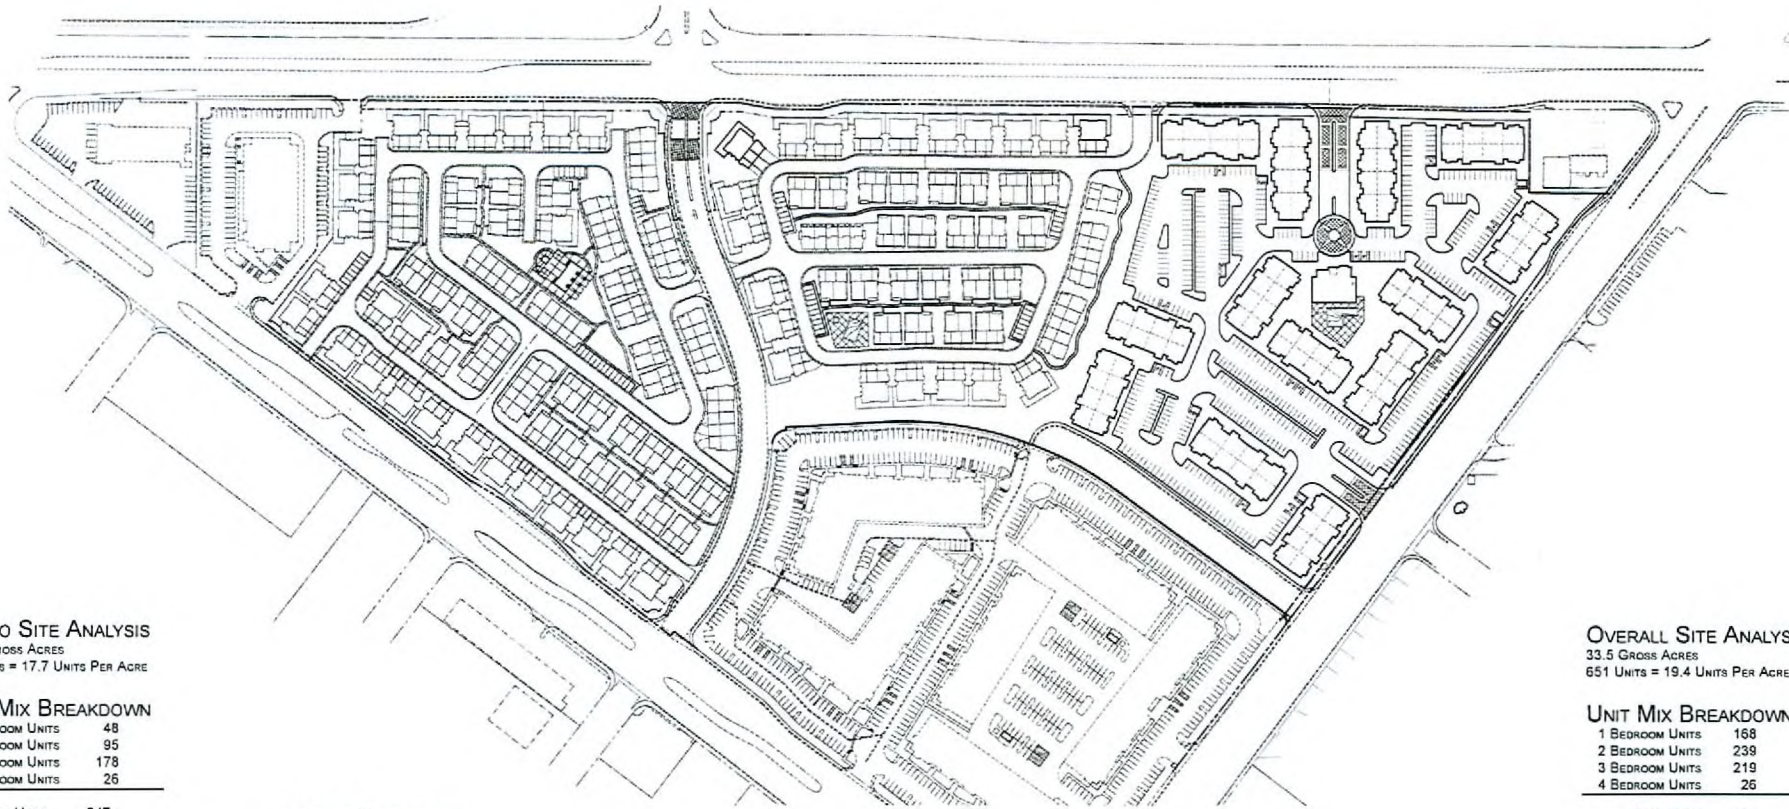 O SITE ANALYSIS
OSS ACRES
S = 17.7 UNITS PER ACRE
MIX BREAKDOWN
OOM UNITS 48
OOM UNITS 95
OOM UNITS 178
OOM UNITS 26
OVERALL SITE ANALYS
33.5 GROSS ACRES
651 UNITS = 19.4 UNITS PER ACRE
UNIT MIX BREAKDOWN
1 BEDROOM UNITS 168
2 BEDROOM UNITS 239
3 BEDROOM UNITS 219
4 BEDROOM UNITS 26